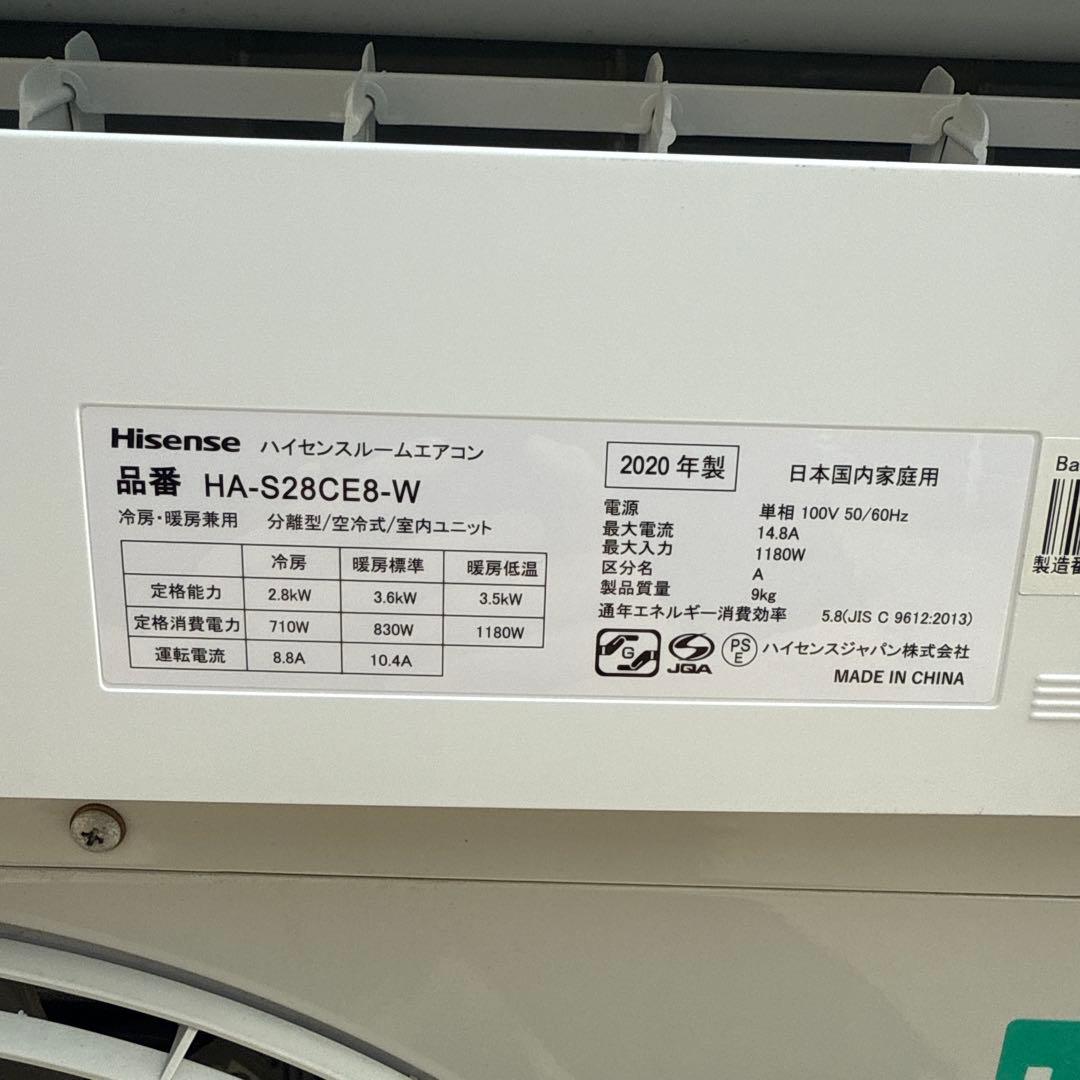 Hisense ハイセンスルームエアコン
品番 HA-S28CE8-W
冷房・暖房兼用 分離型/空冷式/室内ユニット
冷房 暖房標準 暖房低温
定格能力 2.8kW 3.6kW 3.5kW
定格消費電力 710W 830W 1180W
運転電流 8.8A 10.4A
2020 年製 日本国内家庭用
電源 単相 100V 50/60Hz
最大電流 14.8A
最大入力 1180W
区分名 A
製品質量 9kg
通年エネルギー消費効率 5.8(JIS C 9612:2013)
G JQA PS E ハイセンスジャパン株式会社
MADE IN CHINA
Ba
製造番